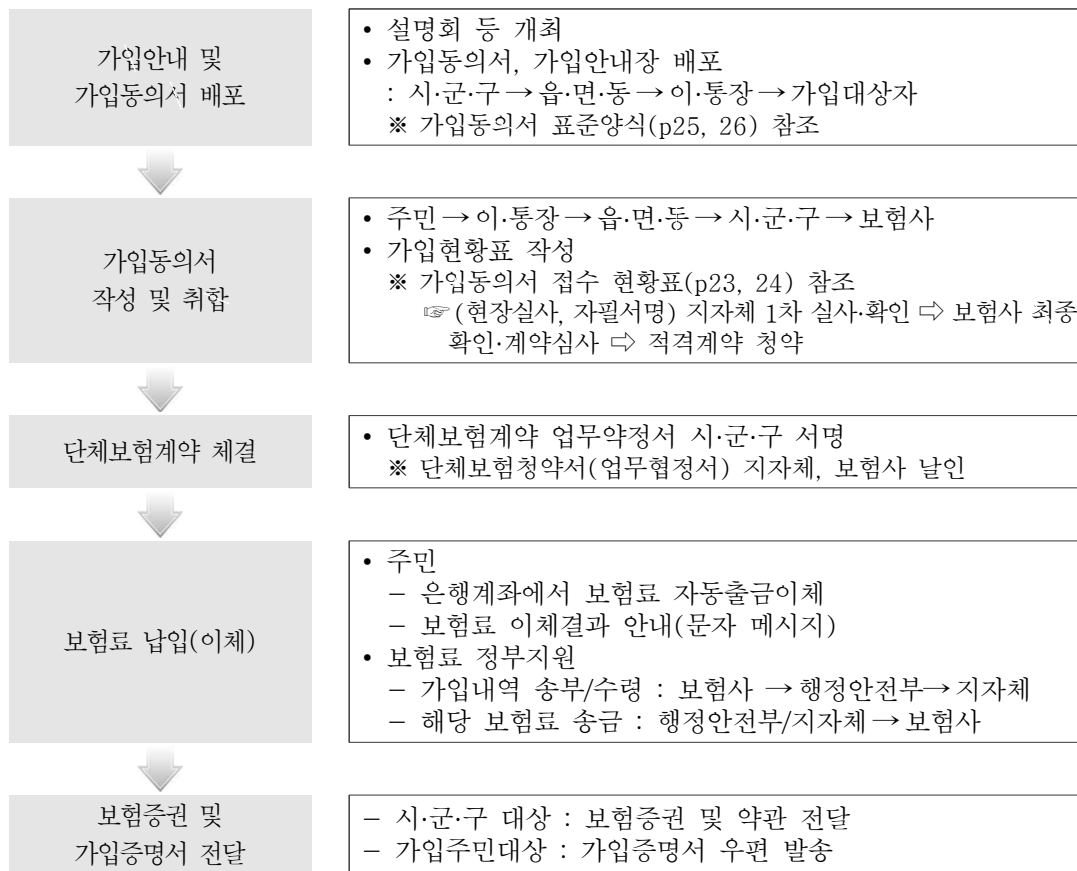 가입안내 및
가입동의서 배포
• 설명회 등 개최
• 가입동의서, 가입안내장 배포
: 시·군·구 → 읍·면·동 → 이·통장 → 가입대상자
※ 가입동의서 표준양식(p25, 26) 참조
가입동의서
작성 및 취합
• 주민 → 이·통장 → 읍·면·동 → 시·군·구 → 보험사
• 가입현황표 작성
※ 가입동의서 접수 현황표(p23, 24) 참조
☞ (현장실사, 자필서명) 지자체 1차 실사·확인 ⇨ 보험사 최종
확인·계약심사 ⇨ 적격계약 청약
단체보험계약 체결
• 단체보험계약 업무약정서 시·군·구 서명
※ 단체보험청약서(업무협정서) 지자체, 보험사 날인
보험료 납입(이체)
• 주민
− 은행계좌에서 보험료 자동출금이체
− 보험료 이체결과 안내(문자 메시지)
• 보험료 정부지원
− 가입내역 송부/수령 : 보험사 → 행정안전부→ 지자체
− 해당 보험료 송금 : 행정안전부/지자체 → 보험사
보험증권 및
가입증명서 전달
− 시·군·구 대상 : 보험증권 및 약관 전달
− 가입주민대상 : 가입증명서 우편 발송